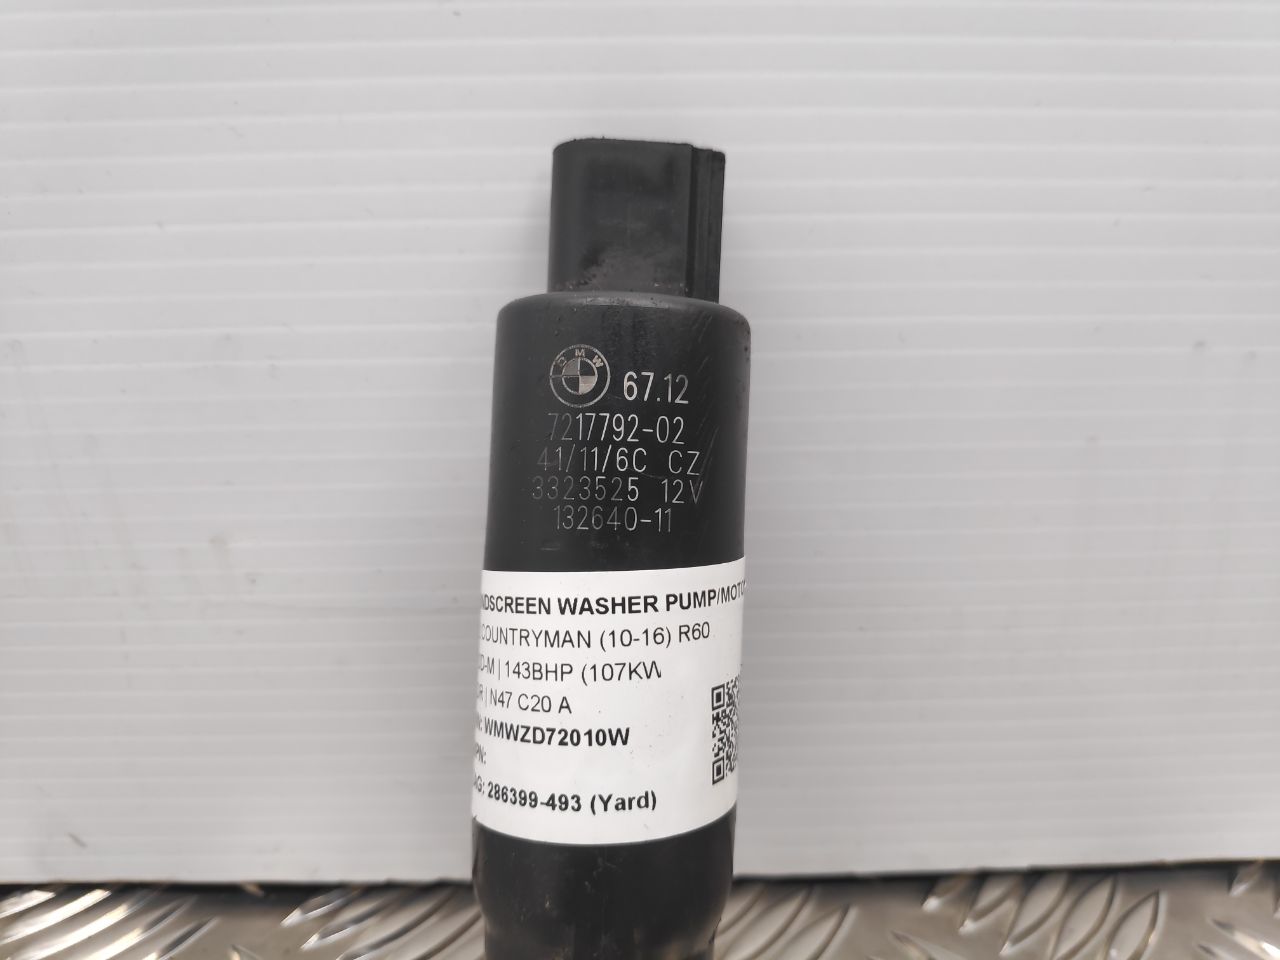 BMW 67.12
7217792-02
41/11/6C CZ
3323525 12V
132640-11
NDSCREEN WASHER PUMP/MOTO
COUNTRYMAN (10-16) R60
D-M | 143BHP (107KW
R | N47 C20 A
N: WMWZD72010W
PN:
AG: 286399-493 (Yard)